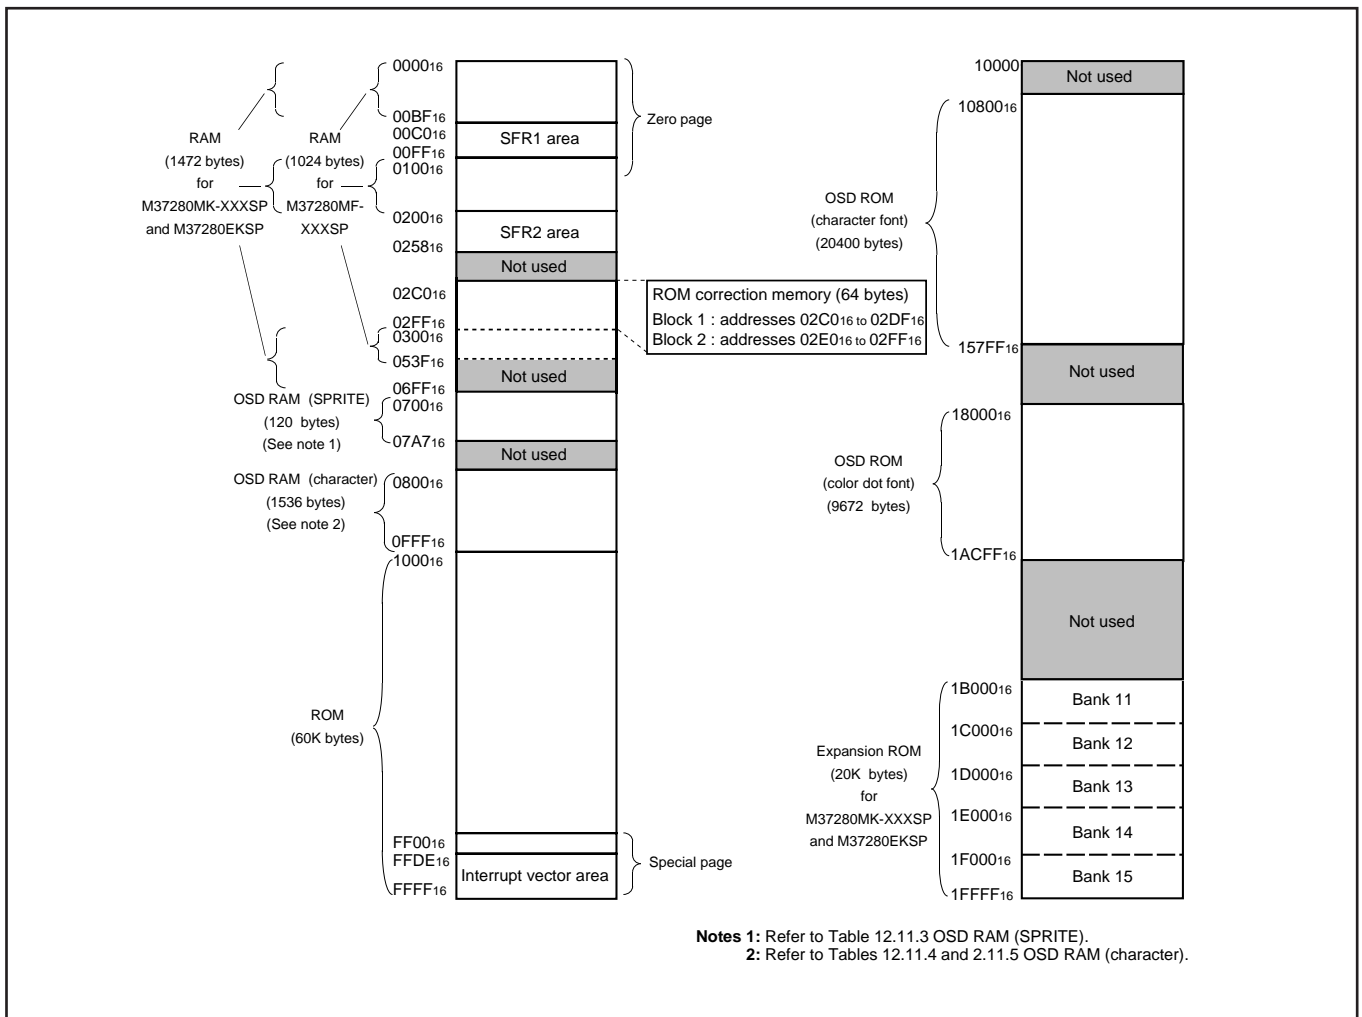 000016
00BF16
00C016
00FF16
010016
020016
025816
02C016
02FF16
030016
053F16
06FF16
070016
07A716
080016
0FFF16
100016
FF0016
FFDE16
FFFF16
RAM
(1472 bytes)
for
M37280MK-XXXSP
and M37280EKSP
RAM
(1024 bytes)
for
M37280MF-
XXXSP
OSD RAM (SPRITE)
(120 bytes)
(See note 1)
OSD RAM (character)
(1536 bytes)
(See note 2)
ROM
(60K bytes)
SFR1 area
SFR2 area
Not used
Not used
Not used
Interrupt vector area
Zero page
ROM correction memory (64 bytes)
Block 1 : addresses 02C016 to 02DF16
Block 2 : addresses 02E016 to 02FF16
Special page
10000
1080016
157FF16
1800016
1ACFF16
1B00016
1C00016
1D00016
1E00016
1F00016
1FFFF16
OSD ROM
(character font)
(20400 bytes)
OSD ROM
(color dot font)
(9672 bytes)
Expansion ROM
(20K bytes)
for
M37280MK-XXXSP
and M37280EKSP
Not used
Not used
Not used
Bank 11
Bank 12
Bank 13
Bank 14
Bank 15
Notes 1: Refer to Table 12.11.3 OSD RAM (SPRITE).
2: Refer to Tables 12.11.4 and 2.11.5 OSD RAM (character).